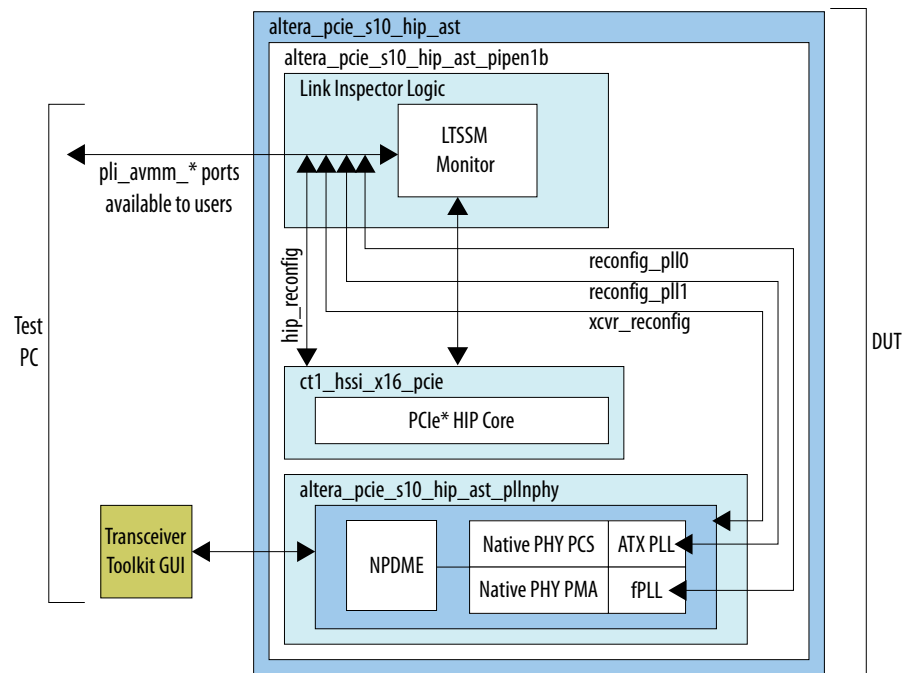 altera_pcie_s10_hip_ast
altera_pcie_s10_hip_ast_pipen1b
Link Inspector Logic
LTSSM
Monitor
pli_avmm_* ports
available to users
hip_reconfig
reconfig_pll0
reconfig_pll1
xcvr_reconfig
Test
PC
DUT
ct1_hssi_x16_pcie
PCIe* HIP Core
altera_pcie_s10_hip_ast_pllnphy
Transceiver
Toolkit GUI
NPDME
Native PHY PCS
ATX PLL
Native PHY PMA
fPLL